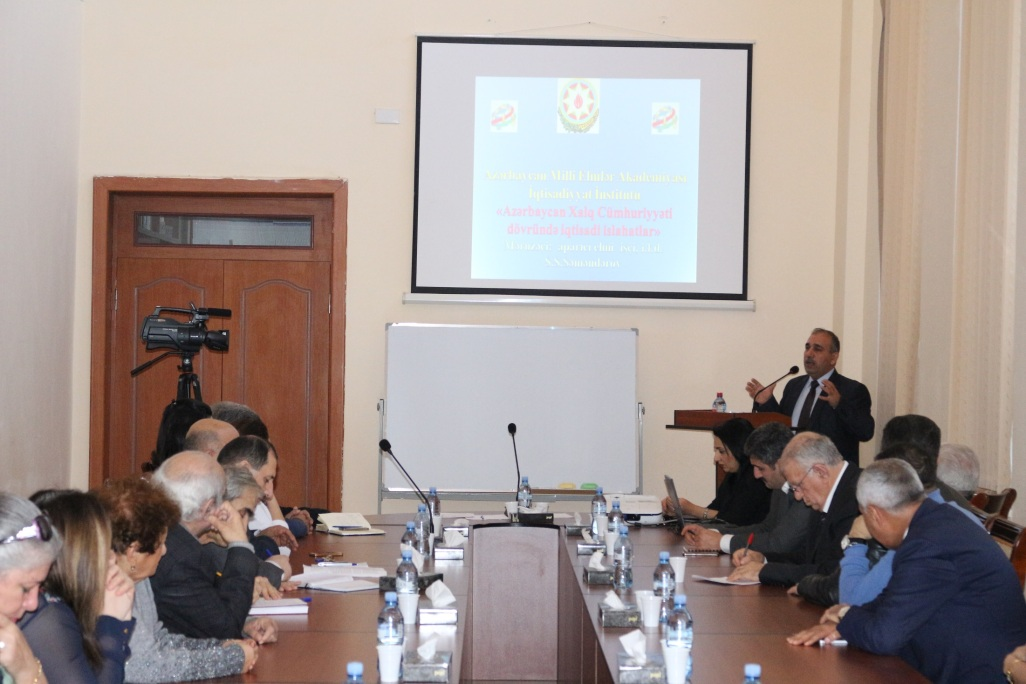 Azərbaycan Milli Elmlər Akademiyası
İqtisadiyyat İnstitutu
«Azərbaycan Xalq Cümhuriyyəti
dövründə iqtisadi islahatlar»